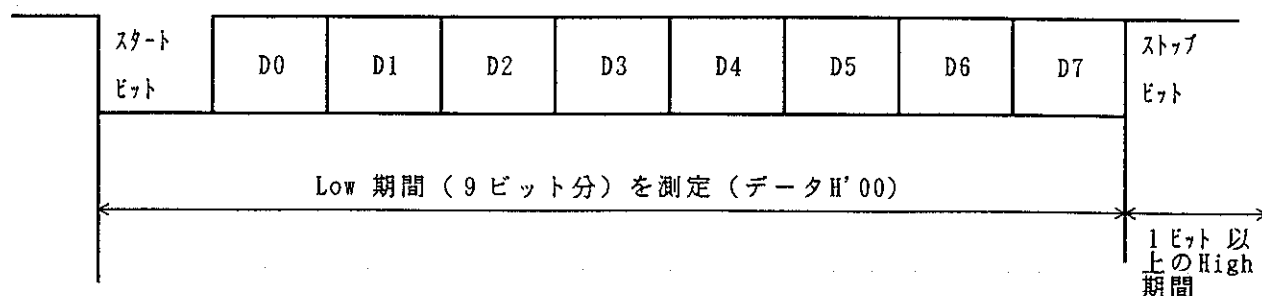 スタート
ビット
D0
D1
D2
D3
D4
D5
D6
D7
ストップ
ビット
Low 期間(9ビット分)を測定(データH'00)
1ビット以
上のHigh
期間